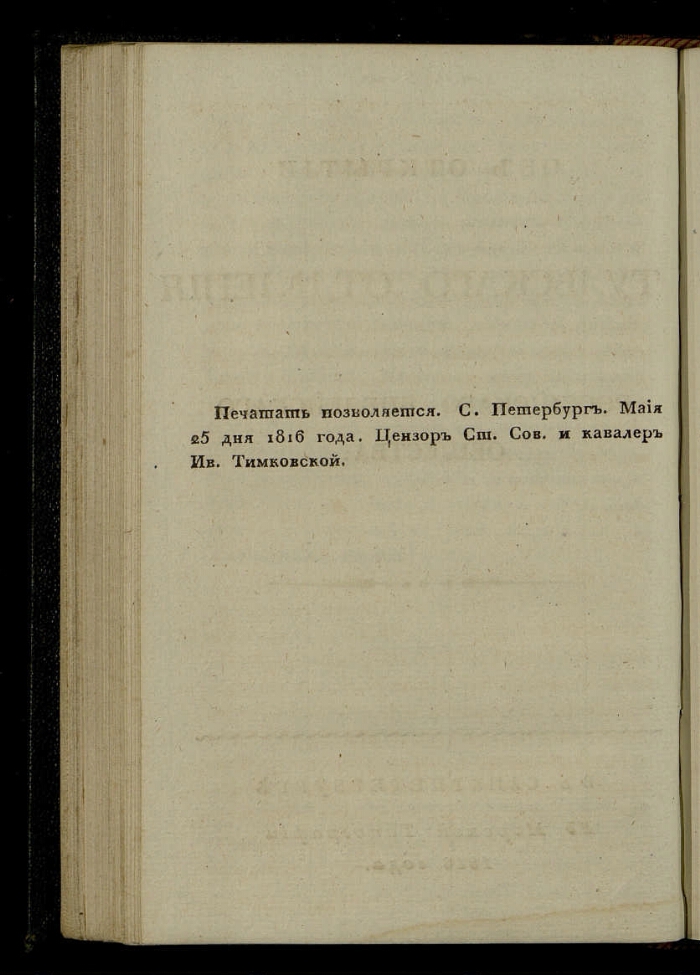 Печатать позволяется. С. Петербургъ. Маія
25 дня 1816 года. Цензоръ Ст. Сов. и кавалеръ
Ив. Тимковской.